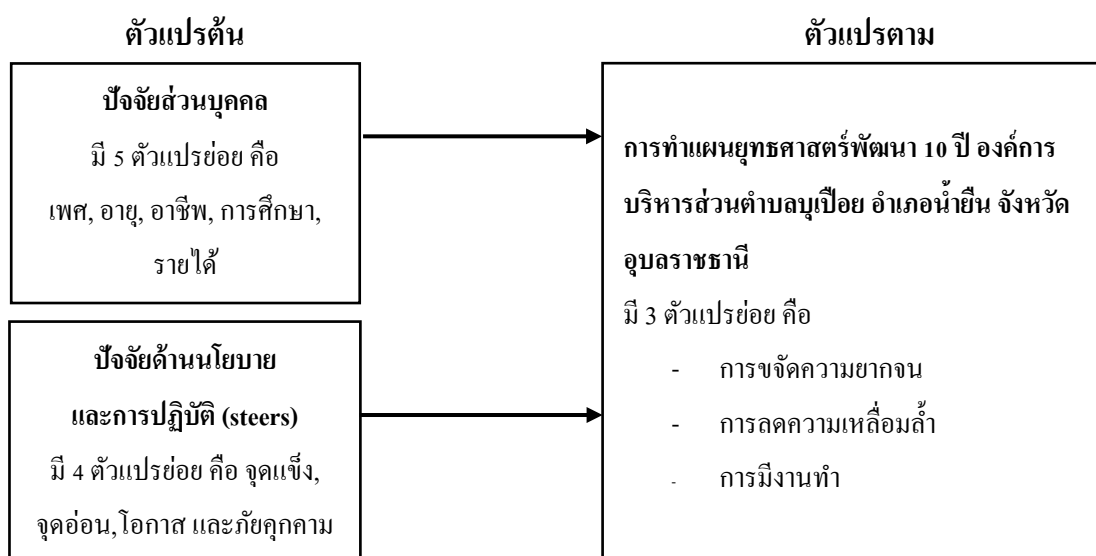 ตัวแปรต้น
ปัจจัยส่วนบุคคล
มี 5 ตัวแปรย่อย คือ
เพศ, อายุ, อาชีพ, การศึกษา,
รายได้
ปัจจัยด้านนโยบาย
และการปฏิบัติ (steers)
มี 4 ตัวแปรย่อย คือ จุดแข็ง,
จุดอ่อน,โอกาส และภัยคุกคาม
ตัวแปรตาม
การทำแผนยุทธศาสตร์พัฒนา 10 ปี องค์การ
บริหารส่วนตำบลบุเปือย อำเภอน้ำยืน จังหวัด
อุบลราชธานี
มี 3 ตัวแปรย่อย คือ
- การขจัดความยากจน
- การลดความเหลื่อมล้ำ
- การมีงานทำ